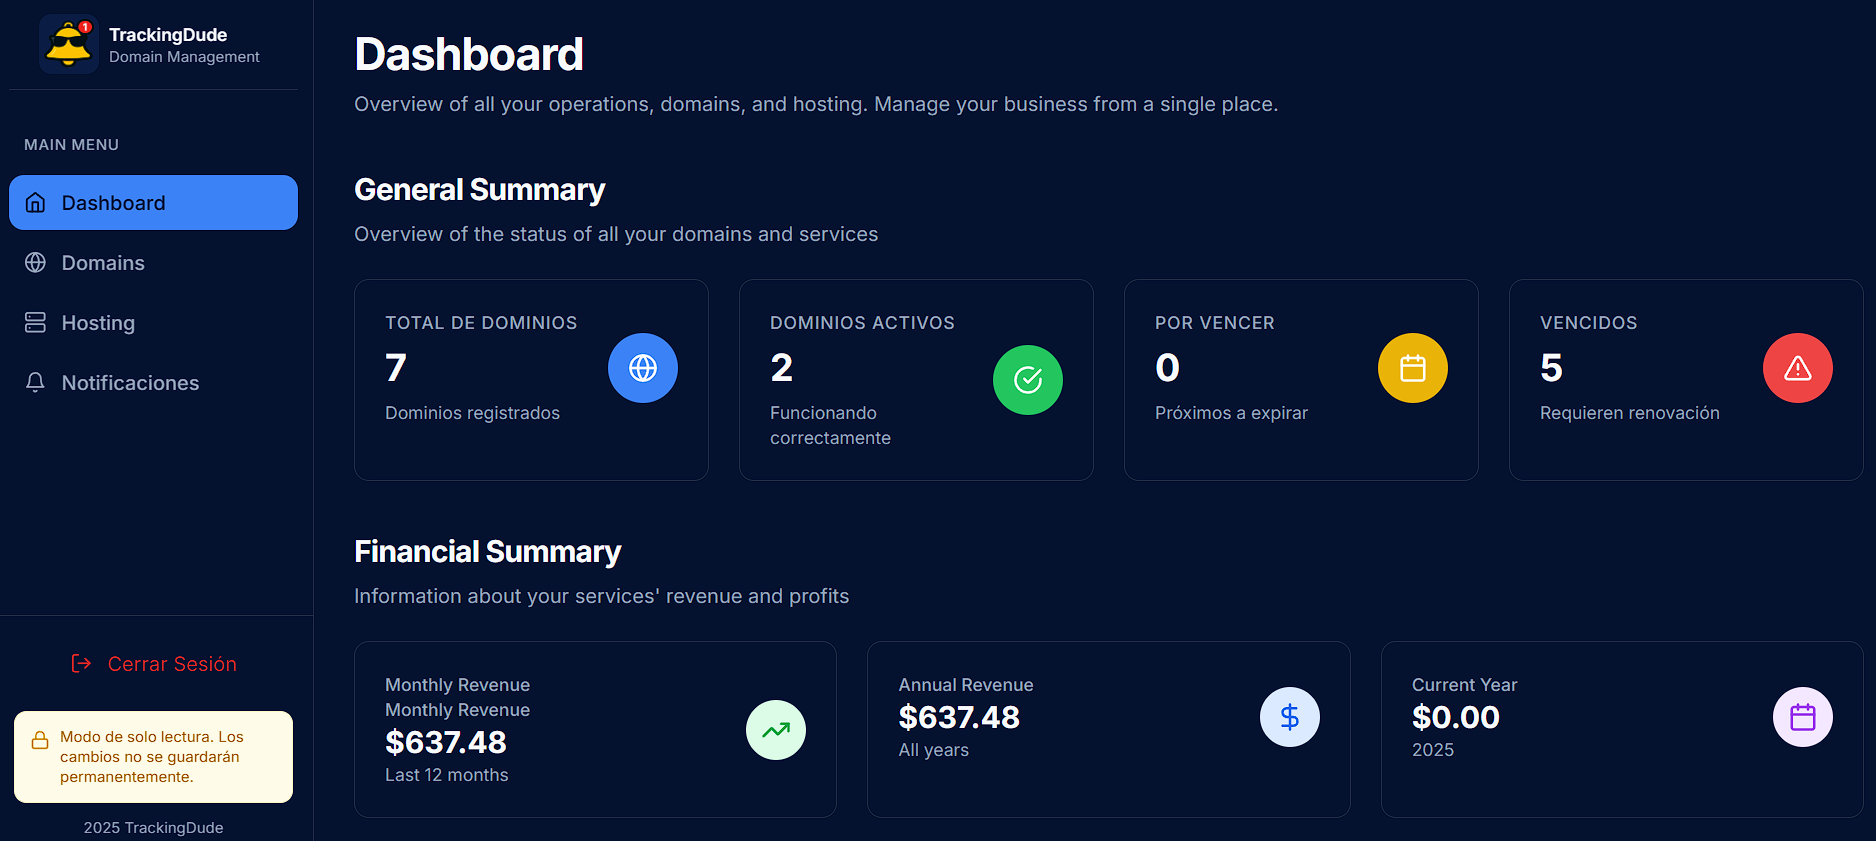 1
TrackingDude
Domain Management
MAIN MENU
Dashboard
Domains
Hosting
Notificaciones
Cerrar Sesión
Modo de solo lectura. Los
cambios no se guardarán
permanentemente.
2025 TrackingDude
Dashboard
Overview of all your operations, domains, and hosting. Manage your business from a single place.
General Summary
Overview of the status of all your domains and services
TOTAL DE DOMINIOS
7
Dominios registrados
DOMINIOS ACTIVOS
2
Funcionando
correctamente
POR VENCER
0
Próximos a expirar
VENCIDOS
5
Requieren renovación
Financial Summary
Information about your services' revenue and profits
Monthly Revenue
Monthly Revenue
$637.48
Last 12 months
Annual Revenue
$637.48
All years
Current Year
$0.00
2025